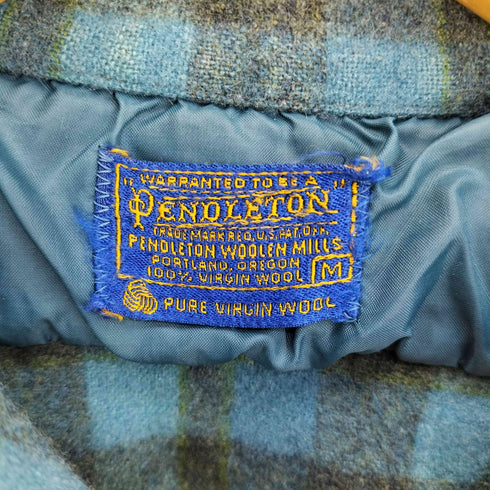 "WARRANTED TO BE A"
PENDLETON
TRADE MARK REG. U.S. PAT. OFF.
PENDLETON WOOLEN MILLS
PORTLAND, OREGON
100% VIRGIN WOOL M
PURE VIRGIN WOOL